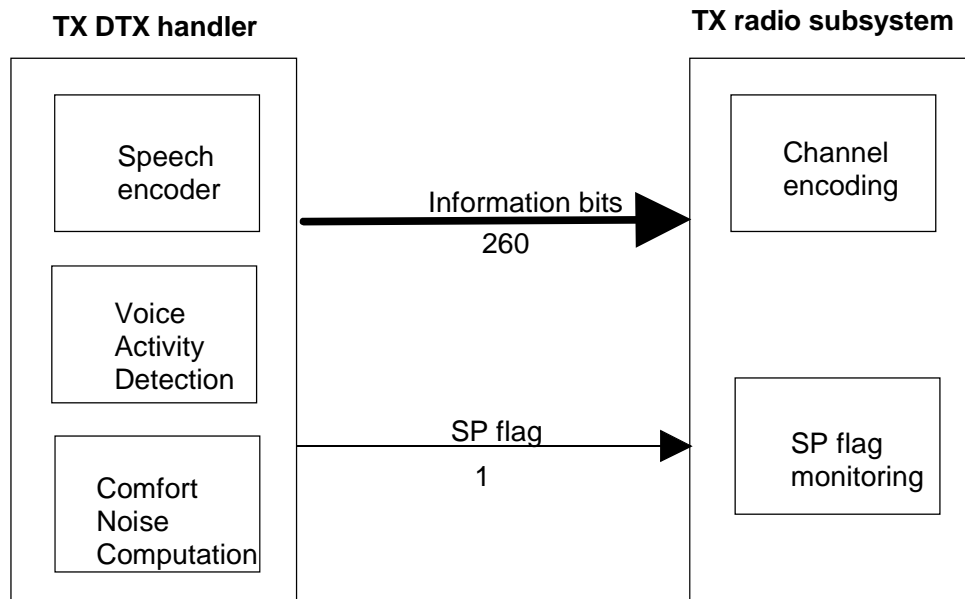 TX DTX handler
TX radio subsystem
Speech
encoder
Channel
encoding
Information bits
260
Voice
Activity
Detection
SP flag
1
SP flag
monitoring
Comfort
Noise
Computation